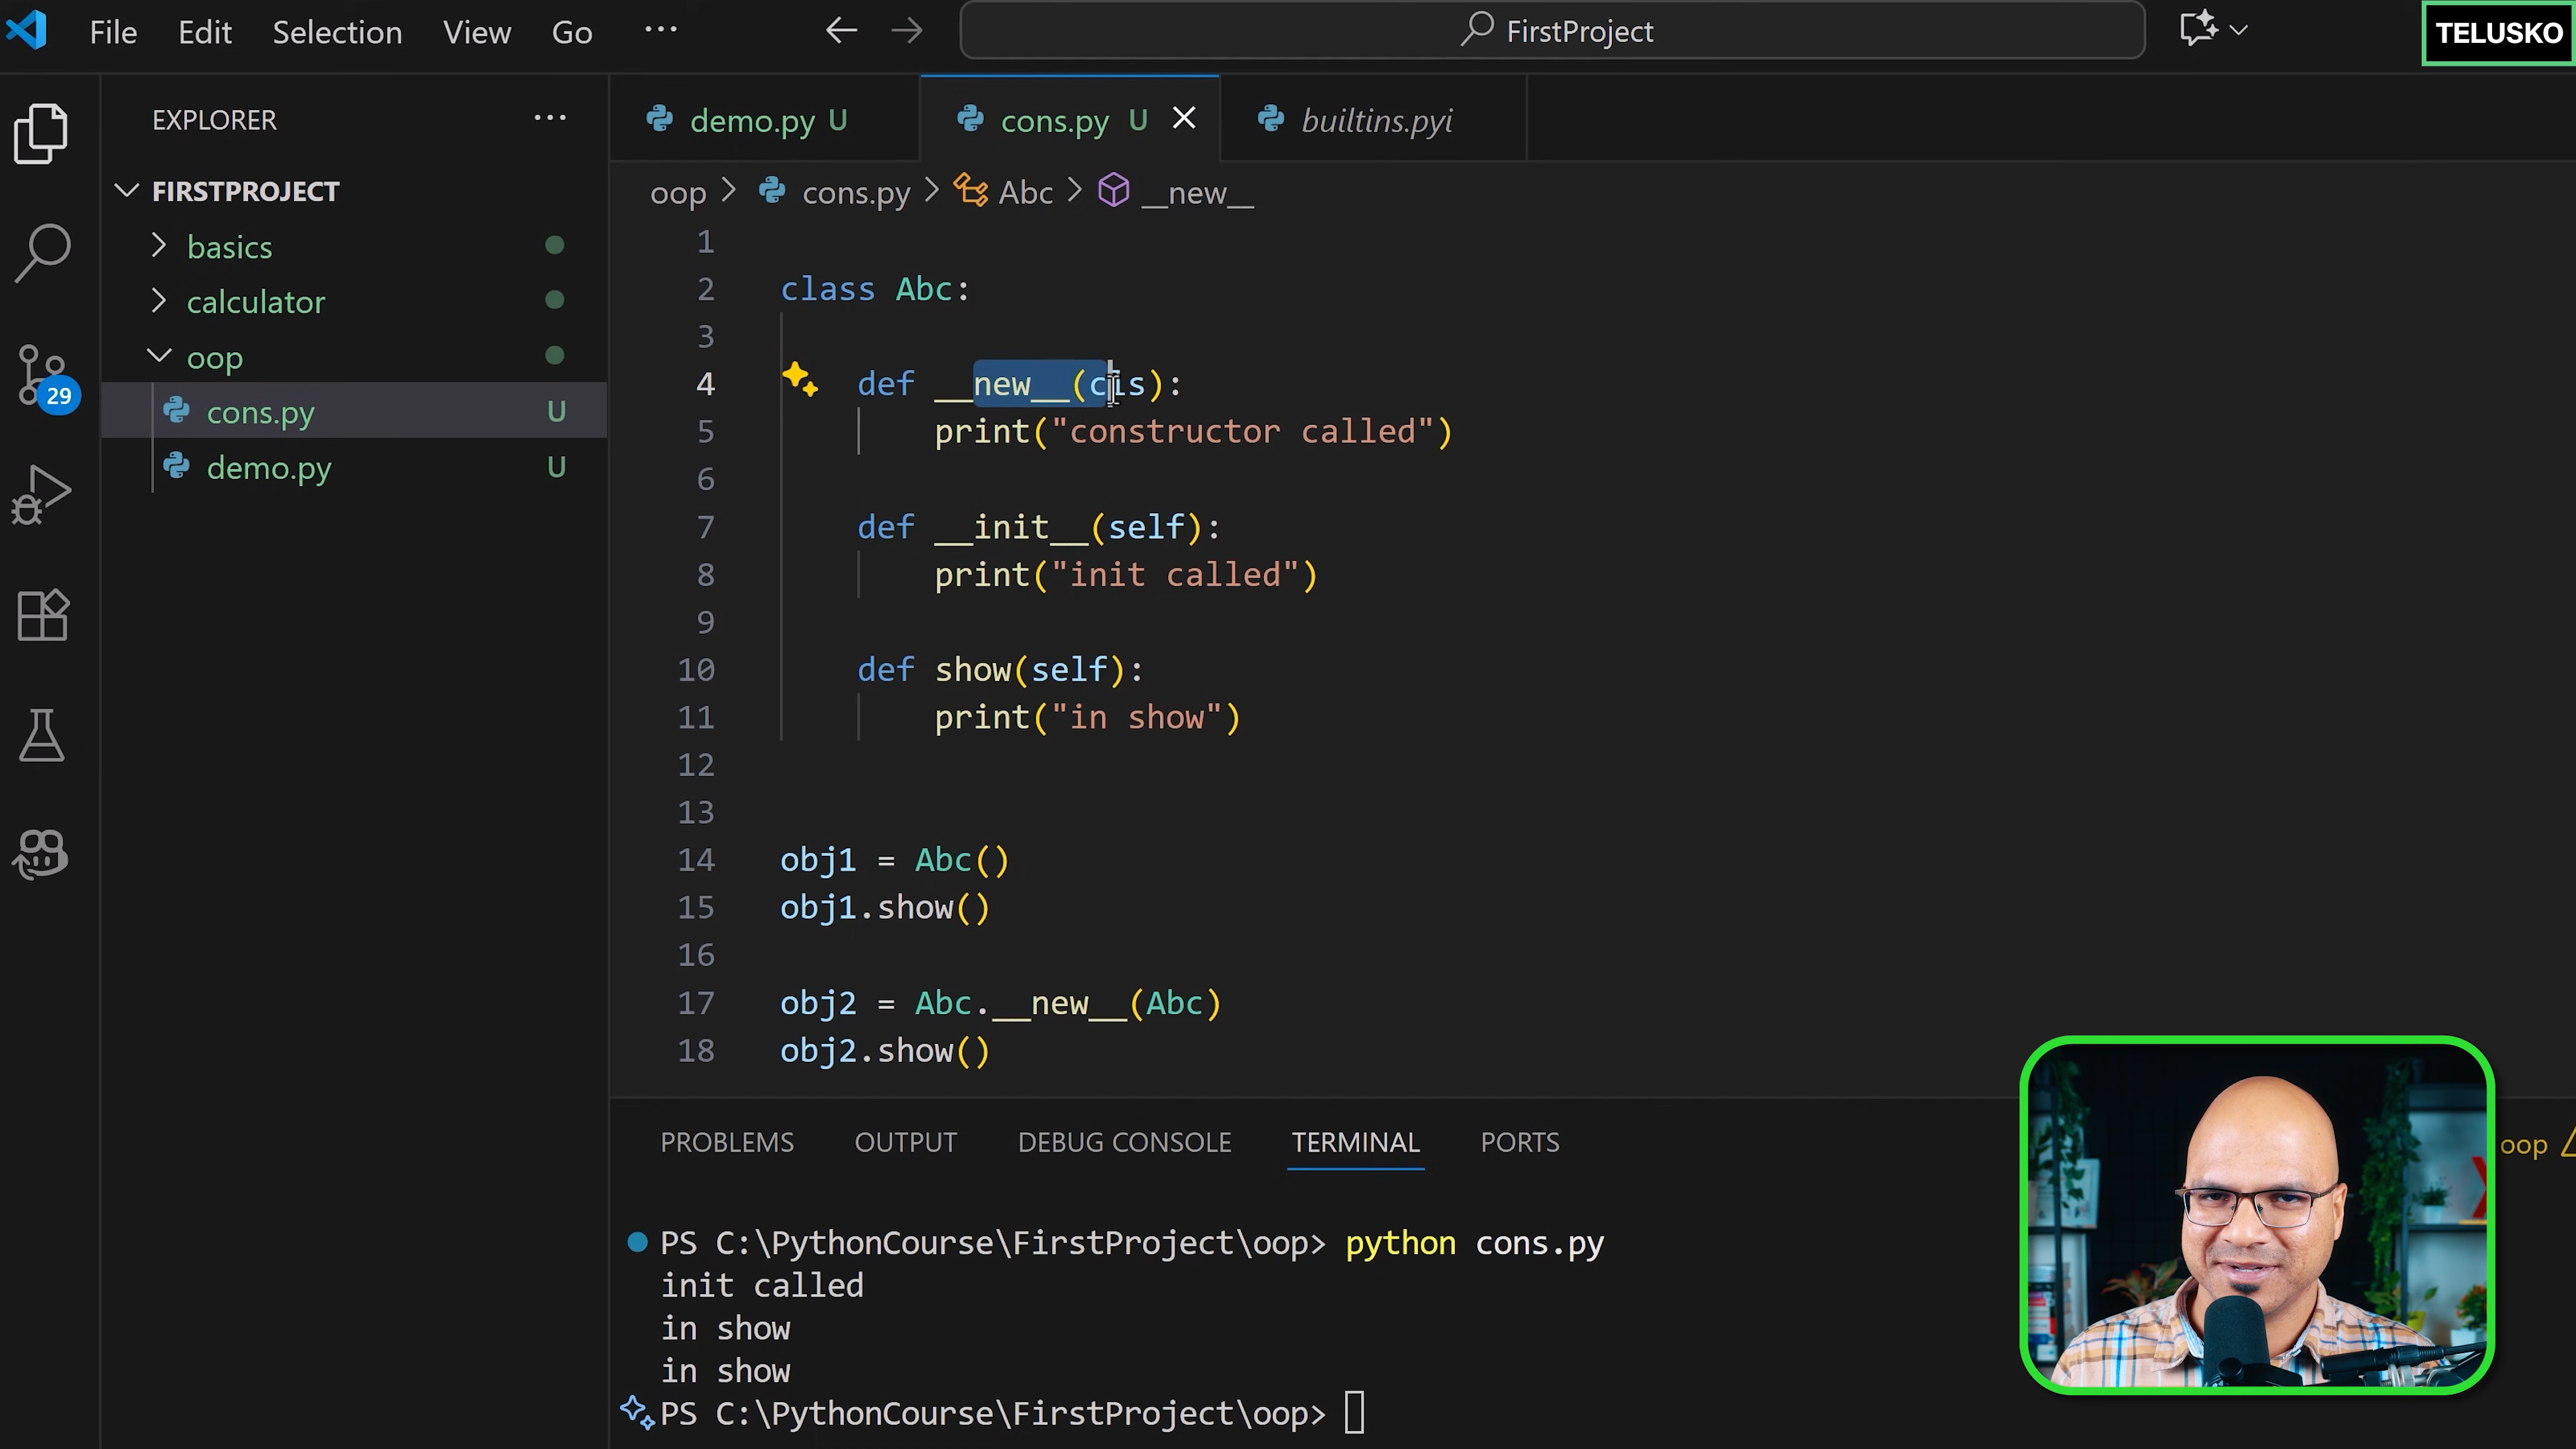 File Edit Selection View Go ... FirstProject
TELUSKO
EXPLORER ...
FIRSTPROJECT
basics
calculator
oop
cons.py U
demo.py U
29
demo.py U cons.py U builtins.pyi
oop > cons.py > Abc > __new__
1
2 class Abc:
3
4 def __new__(cls):
5 print("constructor called")
6
7 def __init__(self):
8 print("init called")
9
10 def show(self):
11 print("in show")
12
13
14 obj1 = Abc()
15 obj1.show()
16
17 obj2 = Abc.__new__(Abc)
18 obj2.show()
PROBLEMS OUTPUT DEBUG CONSOLE TERMINAL PORTS oop
PS C:\PythonCourse\FirstProject\oop> python cons.py
init called
in show
in show
PS C:\PythonCourse\FirstProject\oop>